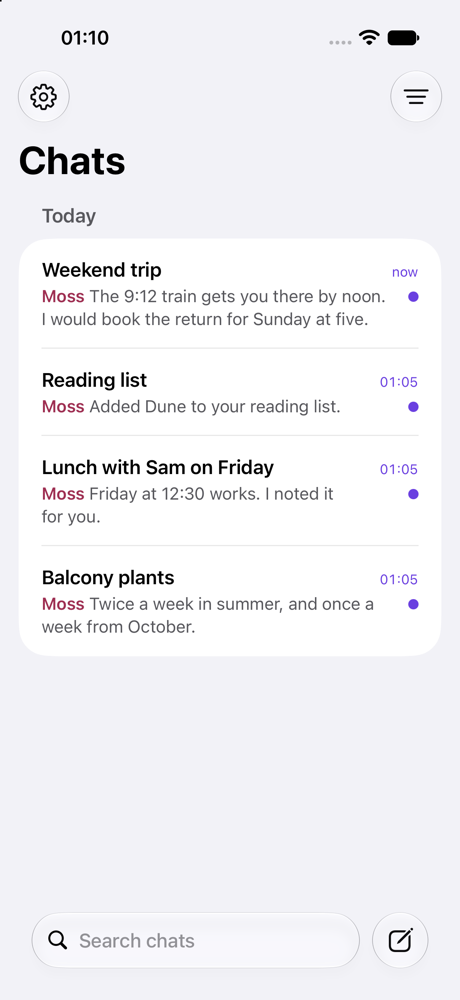 01:10
Chats
Today
Weekend trip
now
Moss The 9:12 train gets you there by noon.
I would book the return for Sunday at five.
Reading list
01:05
Moss Added Dune to your reading list.
Lunch with Sam on Friday
01:05
Moss Friday at 12:30 works. I noted it
for you.
Balcony plants
01:05
Moss Twice a week in summer, and once a
week from October.
Search chats